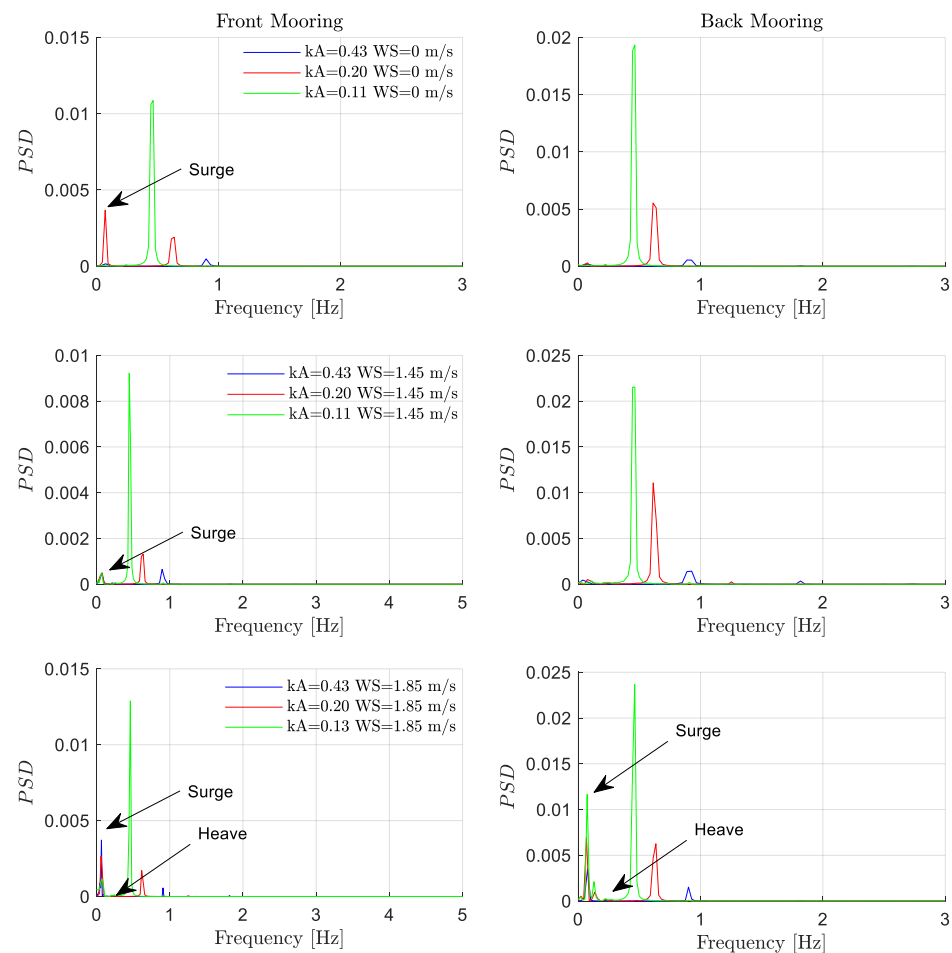 Front Mooring
0.015
0.01
0.005
0
PSD
kA=0.43 WS=0 m/s
kA=0.20 WS=0 m/s
kA=0.11 WS=0 m/s
Surge
0 1 2 3
Frequency [Hz]
Back Mooring
0.02
0.015
0.01
0.005
0
PSD
0 1 2 3
Frequency [Hz]
0.01
0.008
0.006
0.004
0.002
0
PSD
kA=0.43 WS=1.45 m/s
kA=0.20 WS=1.45 m/s
kA=0.11 WS=1.45 m/s
Surge
0 1 2 3 4 5
Frequency [Hz]
0.025
0.02
0.015
0.01
0.005
0
PSD
0 1 2 3
Frequency [Hz]
0.015
0.01
0.005
0
PSD
kA=0.43 WS=1.85 m/s
kA=0.20 WS=1.85 m/s
kA=0.13 WS=1.85 m/s
Surge
Heave
0 1 2 3 4 5
Frequency [Hz]
0.025
0.02
0.015
0.01
0.005
0
PSD
Surge
Heave
0 1 2 3
Frequency [Hz]